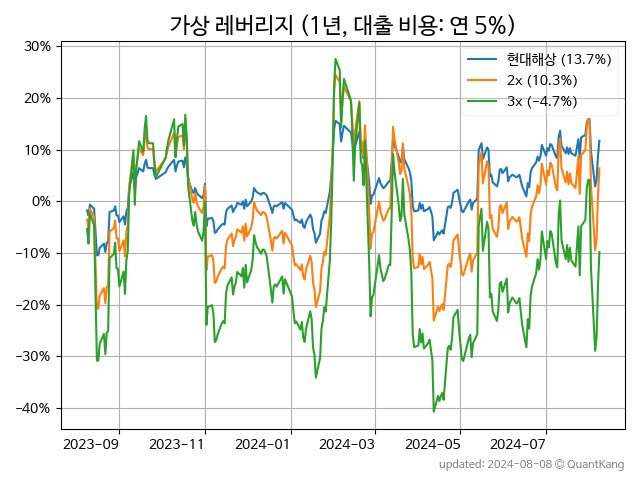 가상 레버리지 (1년, 대출 비용: 연 5%)
현대해상 (13.7%)
2x (10.3%)
3x (−4.7%)
30%
20%
10%
0%
−10%
−20%
−30%
−40%
2023-09
2023-11
2024-01
2024-03
2024-05
2024-07
updated: 2024-08-08 © QuantKang